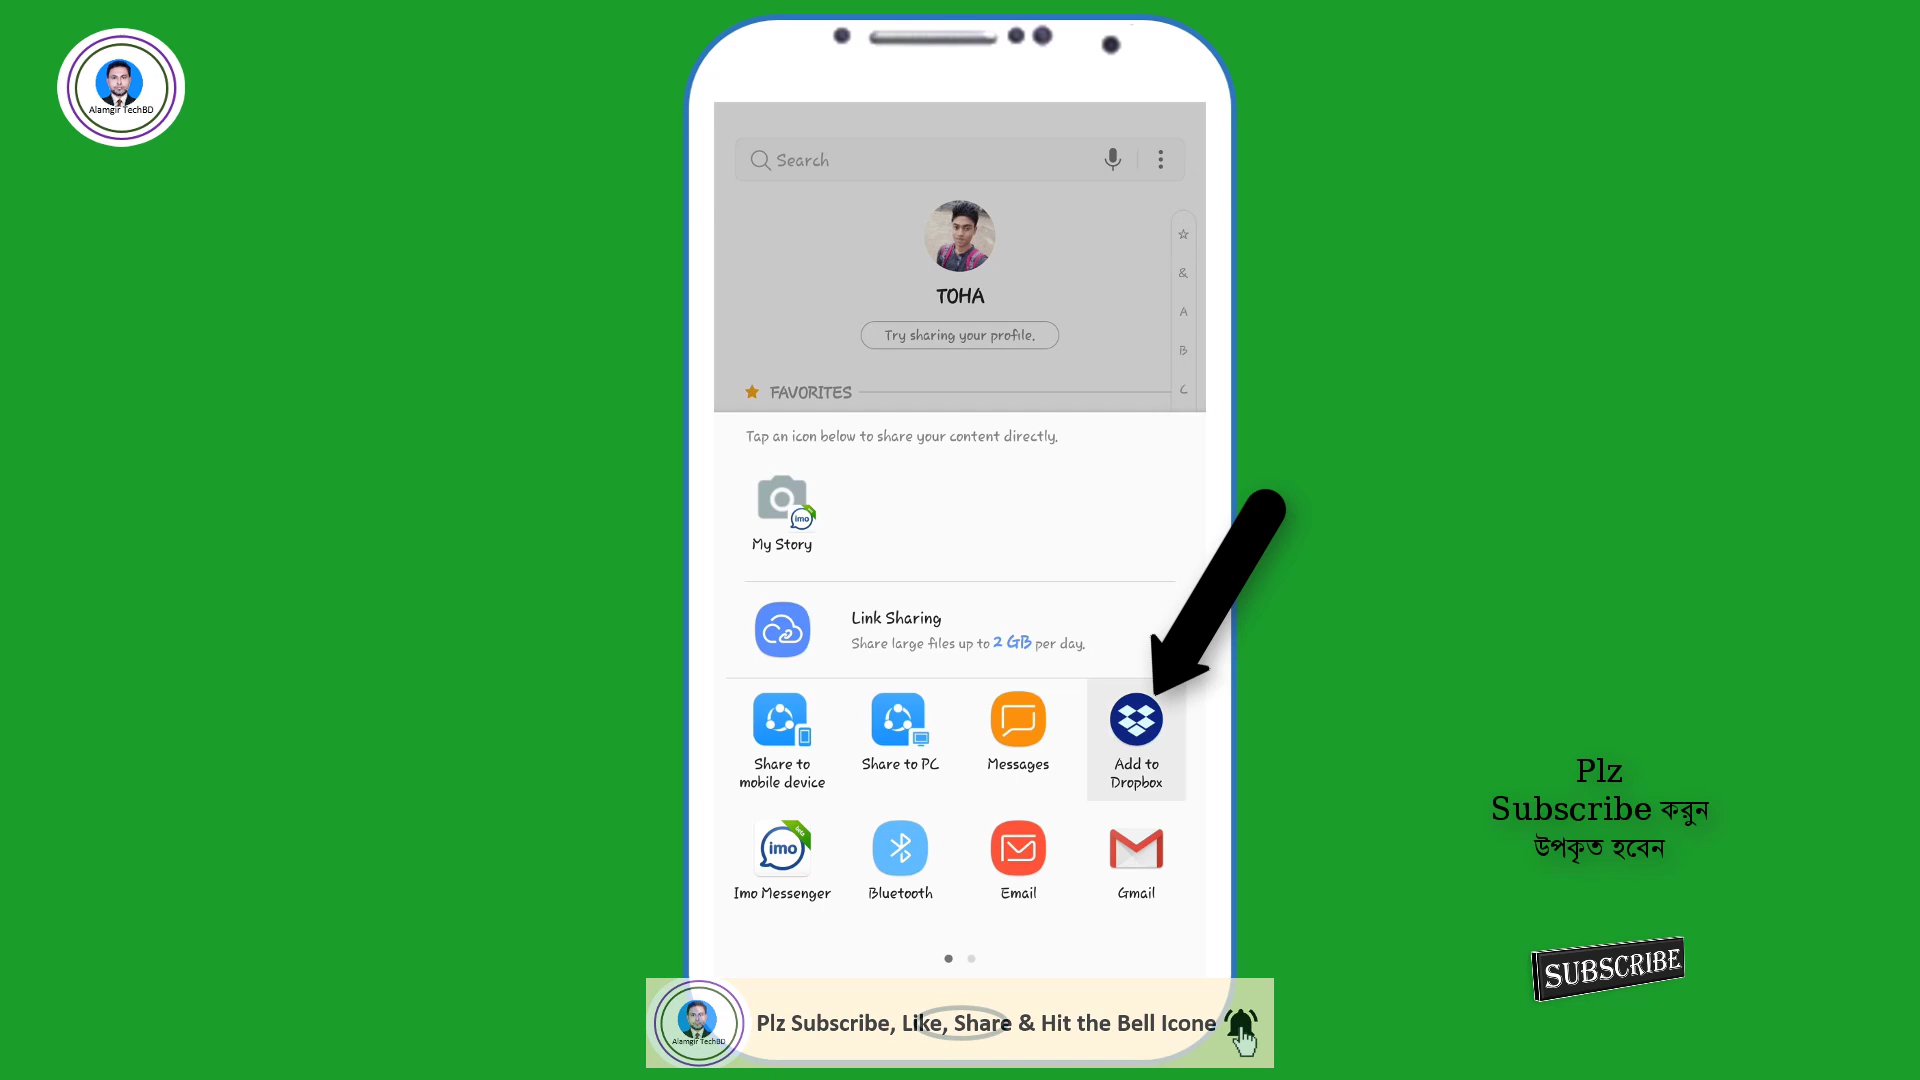 Alamgir TechBD
Search
TOHA
Try sharing your profile.
☆
&
A
B
C
★ FAVORITES
Tap an icon below to share your content directly.
imo
My Story
Link Sharing
Share large files up to 2 GB per day.
Share to
mobile device
Share to PC
Messages
Add to
Dropbox
beta
imo
Imo Messenger
Bluetooth
Email
Gmail
Plz
Subscribe করুন
উপকৃত হবেন
SUBSCRIBE
Alamgir TechBD
Plz Subscribe, Like, Share & Hit the Bell Icone